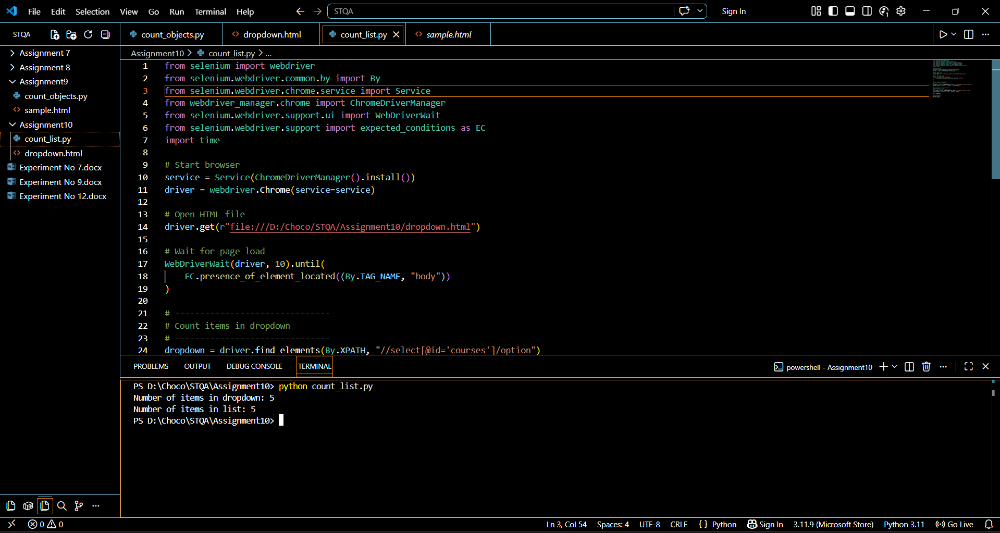 File Edit Selection View Go Run Terminal Help
STQA
Sign In
STQA
count_objects.py
dropdown.html
count_list.py
sample.html
Assignment 7
Assignment 8
Assignment9
count_objects.py
sample.html
Assignment10
count_list.py
dropdown.html
Experiment No 7.docx
Experiment No 9.docx
Experiment No 12.docx
Assignment10 > count_list.py > ...
1 from selenium import webdriver
2 from selenium.webdriver.common.by import By
3 from selenium.webdriver.chrome.service import Service
4 from webdriver_manager.chrome import ChromeDriverManager
5 from selenium.webdriver.support.ui import WebDriverWait
6 from selenium.webdriver.support import expected_conditions as EC
7 import time
8
9 # Start browser
10 service = Service(ChromeDriverManager().install())
11 driver = webdriver.Chrome(service=service)
12
13 # Open HTML file
14 driver.get(r"file:///D:/Choco/STQA/Assignment10/dropdown.html")
15
16 # Wait for page load
17 WebDriverWait(driver, 10).until(
18     EC.presence_of_element_located((By.TAG_NAME, "body"))
19 )
20
21 # -------------------------------
22 # Count items in dropdown
23 # -------------------------------
24 dropdown = driver.find_elements(By.XPATH, "//select[@id='courses']/option")
PROBLEMS OUTPUT DEBUG CONSOLE TERMINAL
powershell - Assignment10
PS D:\Choco\STQA\Assignment10> python count_list.py
Number of items in dropdown: 5
Number of items in list: 5
PS D:\Choco\STQA\Assignment10>
0 0
Ln 3, Col 54 Spaces: 4 UTF-8 CRLF {} Python Sign In 3.11.9 (Microsoft Store) Python 3.11 Go Live